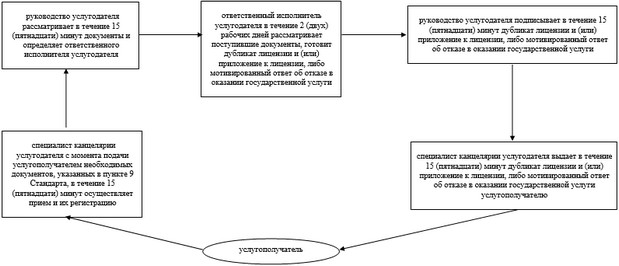 руководство услугодателя
рассматривает в течение 15
(пятнадцати) минут документы и
определяет ответственного
исполнителя услугодателя
ответственный исполнитель
услугодателя в течение 2 (двух)
рабочих дней рассматривает
поступившие документы, готовит
дубликат лицензии и (или)
приложение к лицензии, либо
мотивированный ответ об отказе в
оказании государственной услуги
руководство услугодателя подписывает в течение 15
(пятнадцати) минут дубликат лицензии и (или)
приложение к лицензии, либо мотивированный ответ
об отказе в оказании государственной услуги
специалист канцелярии
услугодателя с момента подачи
услугополучателем необходимых
документов, указанных в пункте 9
Стандарта, в течение 15
(пятнадцати) минут осуществляет
прием и их регистрацию
специалист канцелярии услугодателя выдает в течение
15 (пятнадцати) минут дубликат лицензии и (или)
приложение к лицензии, либо мотивированный ответ
об отказе в оказании государственной услуги
услугополучателю
услугополучатель